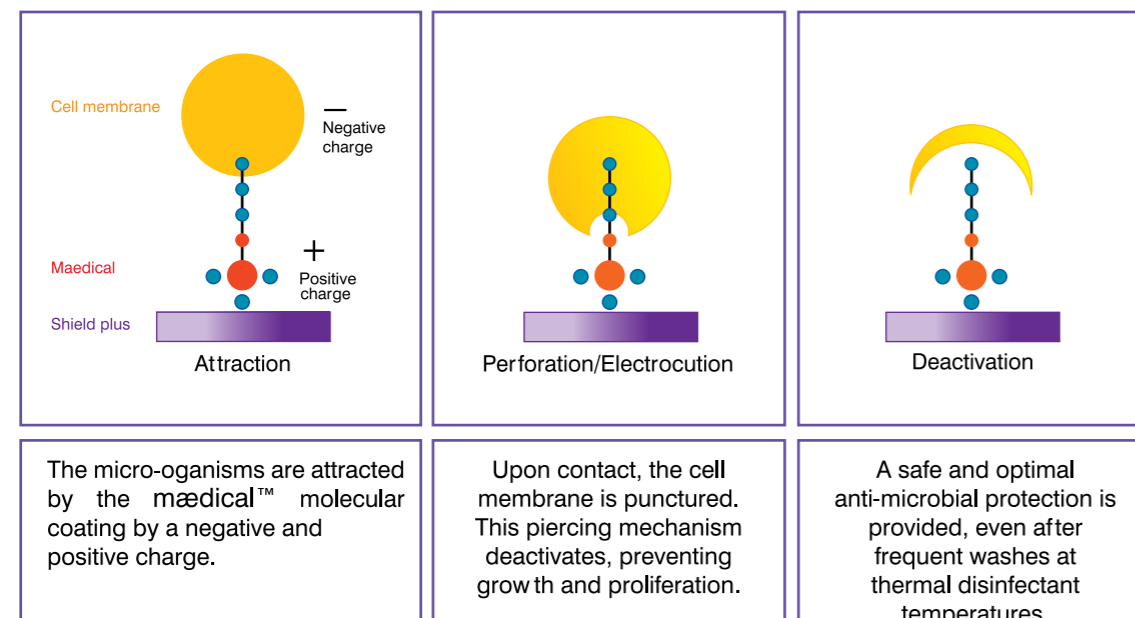 Cell membrane
−
Negative
charge
+
Positive
charge
Maedical
Shield plus
Attraction
Perforation/Electrocution
Deactivation
The micro-oganisms are attracted
by the mædical™ molecular
coating by a negative and
positive charge.
Upon contact, the cell
membrane is punctured.
This piercing mechanism
deactivates, preventing
growth and proliferation.
A safe and optimal
anti-microbial protection is
provided, even after
frequent washes at
thermal disinfectant
temperatures